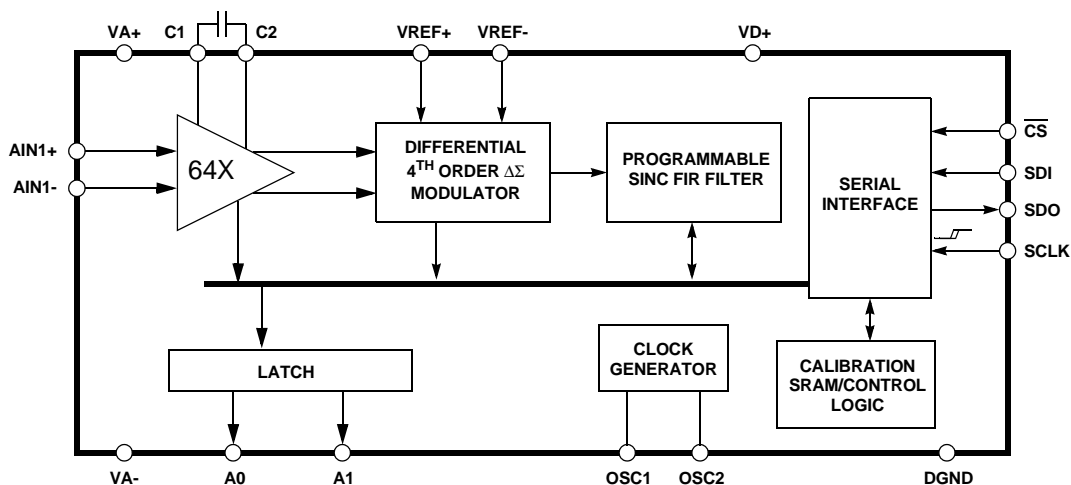 VA+ C1 C2 VREF+ VREF- VD+
AIN1+
AIN1-
64X
DIFFERENTIAL
4TH ORDER ΔΣ
MODULATOR
PROGRAMMABLE
SINC FIR FILTER
SERIAL
INTERFACE
CS
SDI
SDO
SCLK
LATCH
CLOCK
GENERATOR
CALIBRATION
SRAM/CONTROL
LOGIC
VA- A0 A1 OSC1 OSC2 DGND